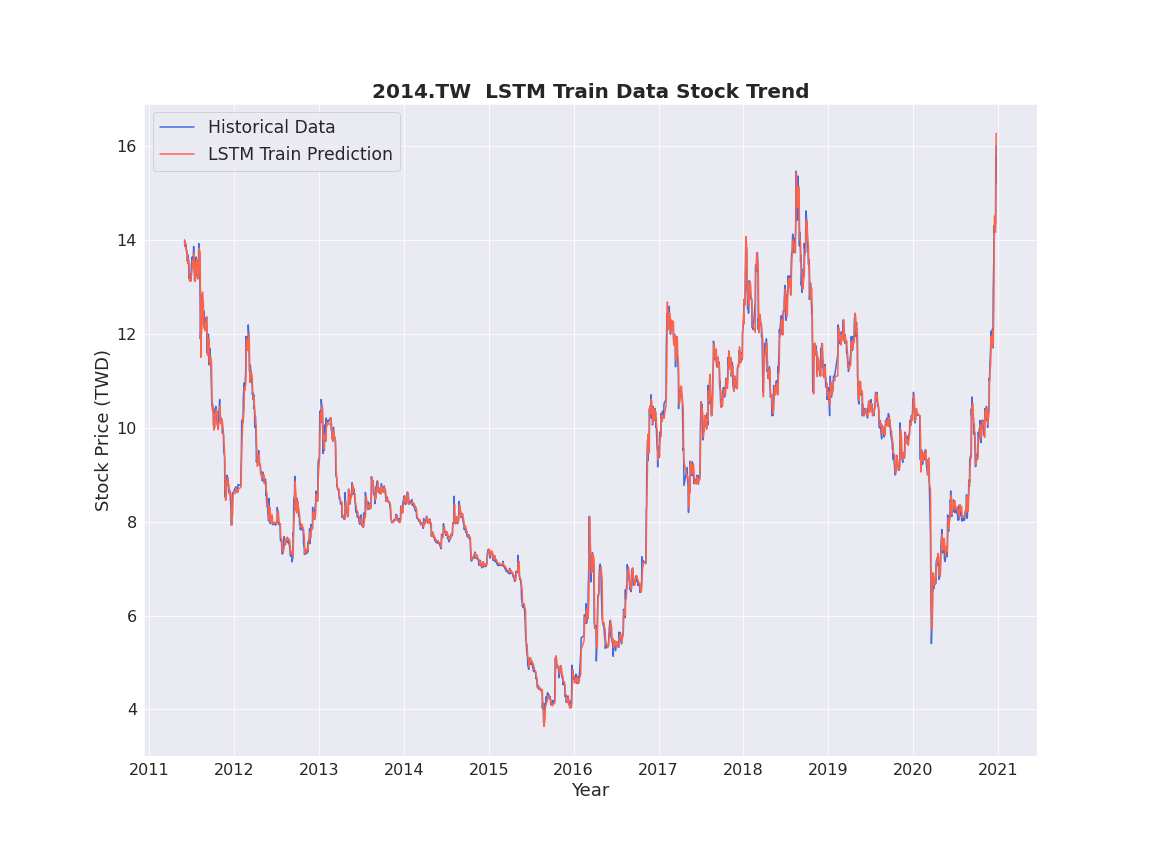 2014.TW  LSTM Train Data Stock Trend
Historical Data
LSTM Train Prediction
16
14
12
10
8
6
4
Stock Price (TWD)
2011 2012 2013 2014 2015 2016 2017 2018 2019 2020 2021
Year